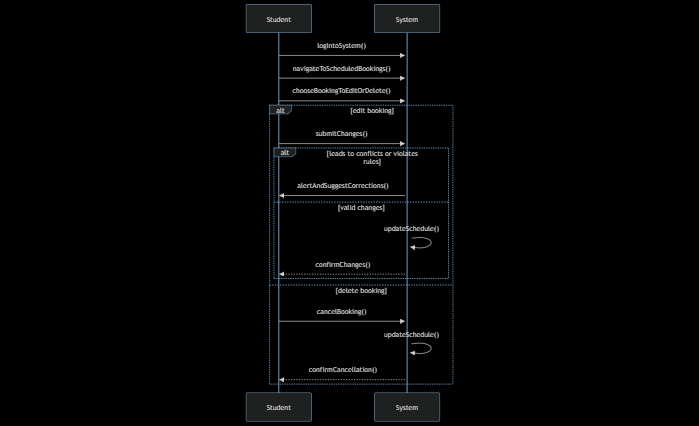 Student System
logIntoSystem()
navigateToScheduledBookings()
chooseBookingToEditOrDelete()
alt [edit booking]
submitChanges()
alt [leads to conflicts or violates
rules]
alertAndSuggestCorrections()
[valid changes]
updateSchedule()
confirmChanges()
[delete booking]
cancelBooking()
updateSchedule()
confirmCancellation()
Student System